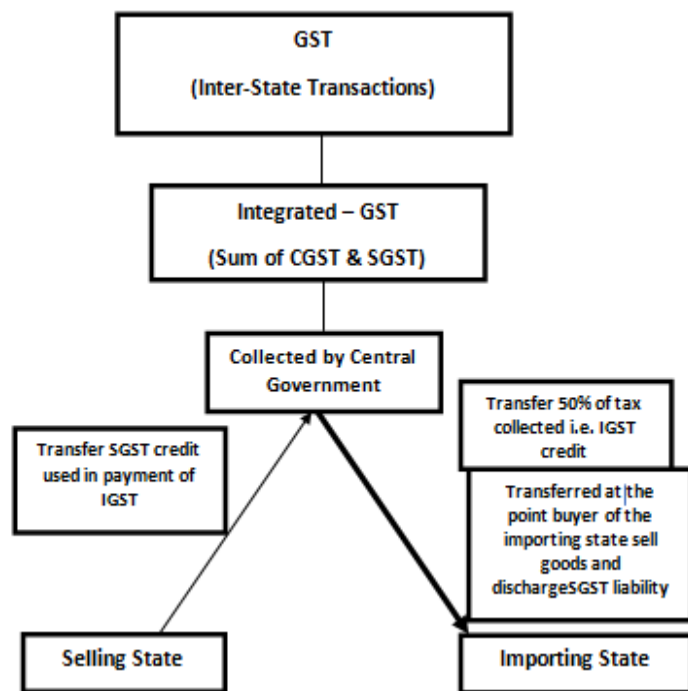 GST
(Inter-State Transactions)
Integrated – GST
(Sum of CGST & SGST)
Collected by Central
Government
Transfer SGST credit
used in payment of
IGST
Transfer 50% of tax
collected i.e. IGST
credit
Transferred at the
point buyer of the
importing state sell
goods and
dischargeSGST liability
Selling State
Importing State